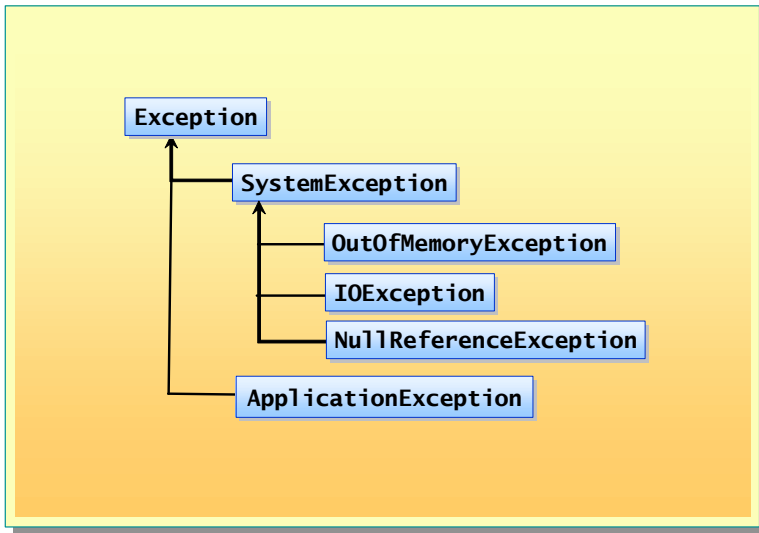 Exception
SystemException
OutOfMemoryException
IOException
NullReferenceException
ApplicationException